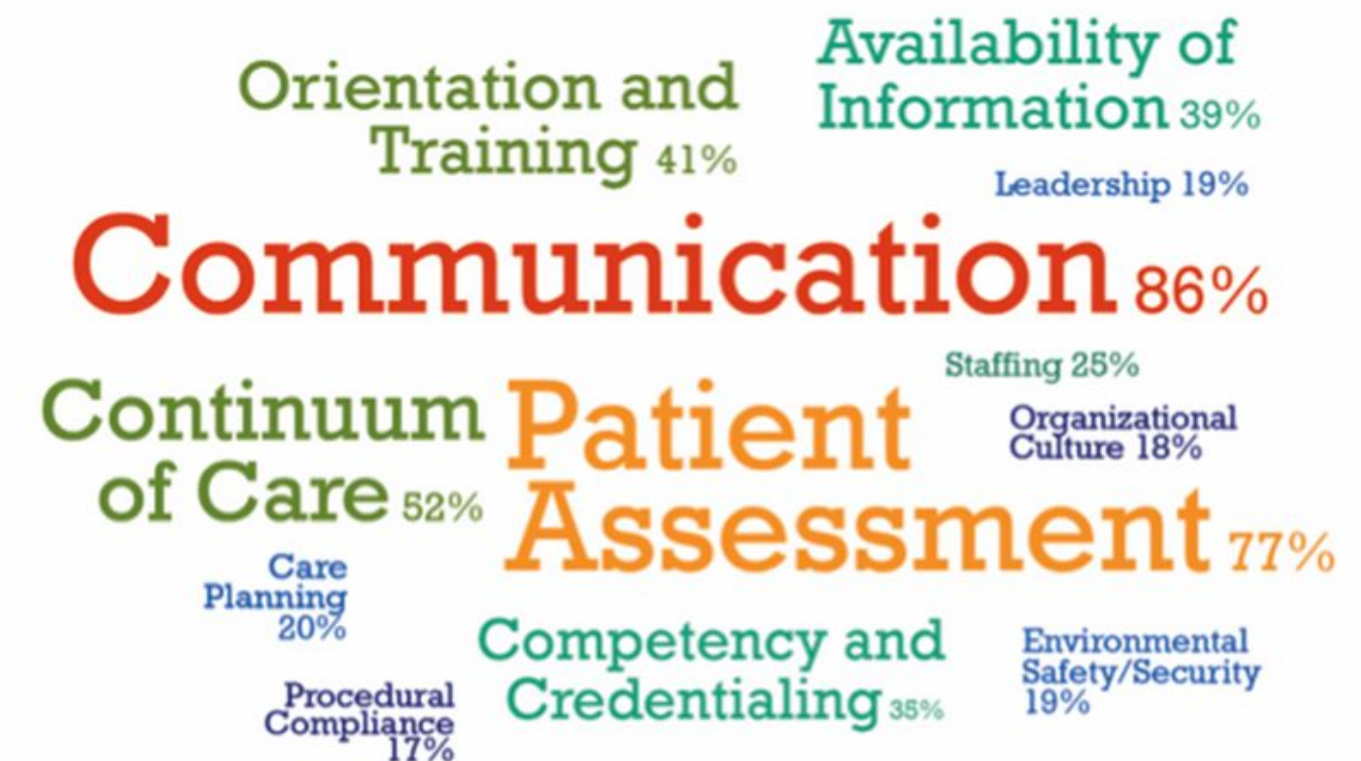 Orientation and
Training 41%
Availability of
Information 39%
Leadership 19%
Communication 86%
Continuum
of Care 52%
Patient
Assessment 77%
Staffing 25%
Organizational
Culture 18%
Care
Planning
20%
Procedural
Compliance
17%
Competency and
Credentialing 35%
Environmental
Safety/Security
19%